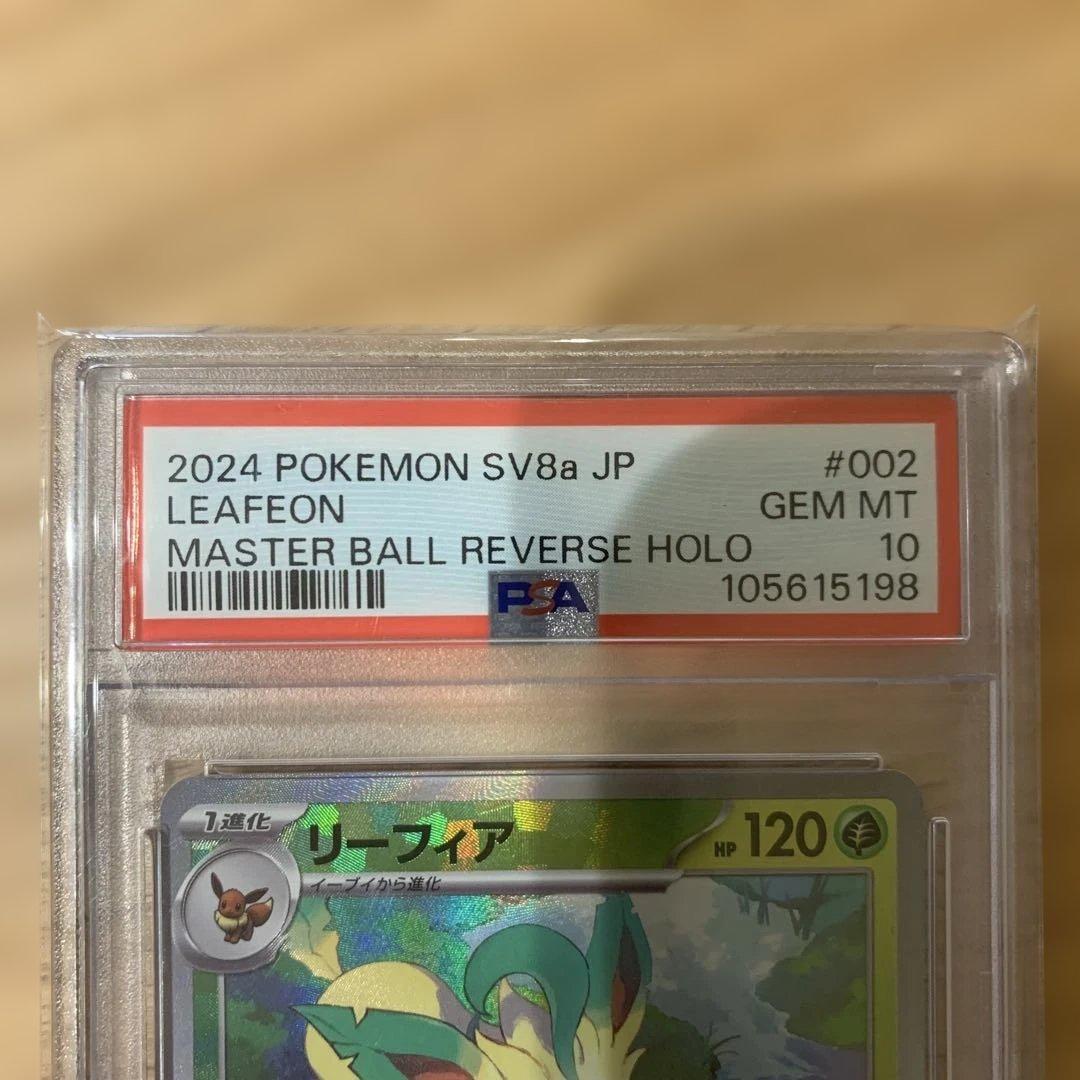 2024 POKEMON SV8a JP #002
LEAFEON GEM MT
MASTER BALL REVERSE HOLO 10
PSA 105615198
1進化 リーフィア HP 120
イーブイから進化